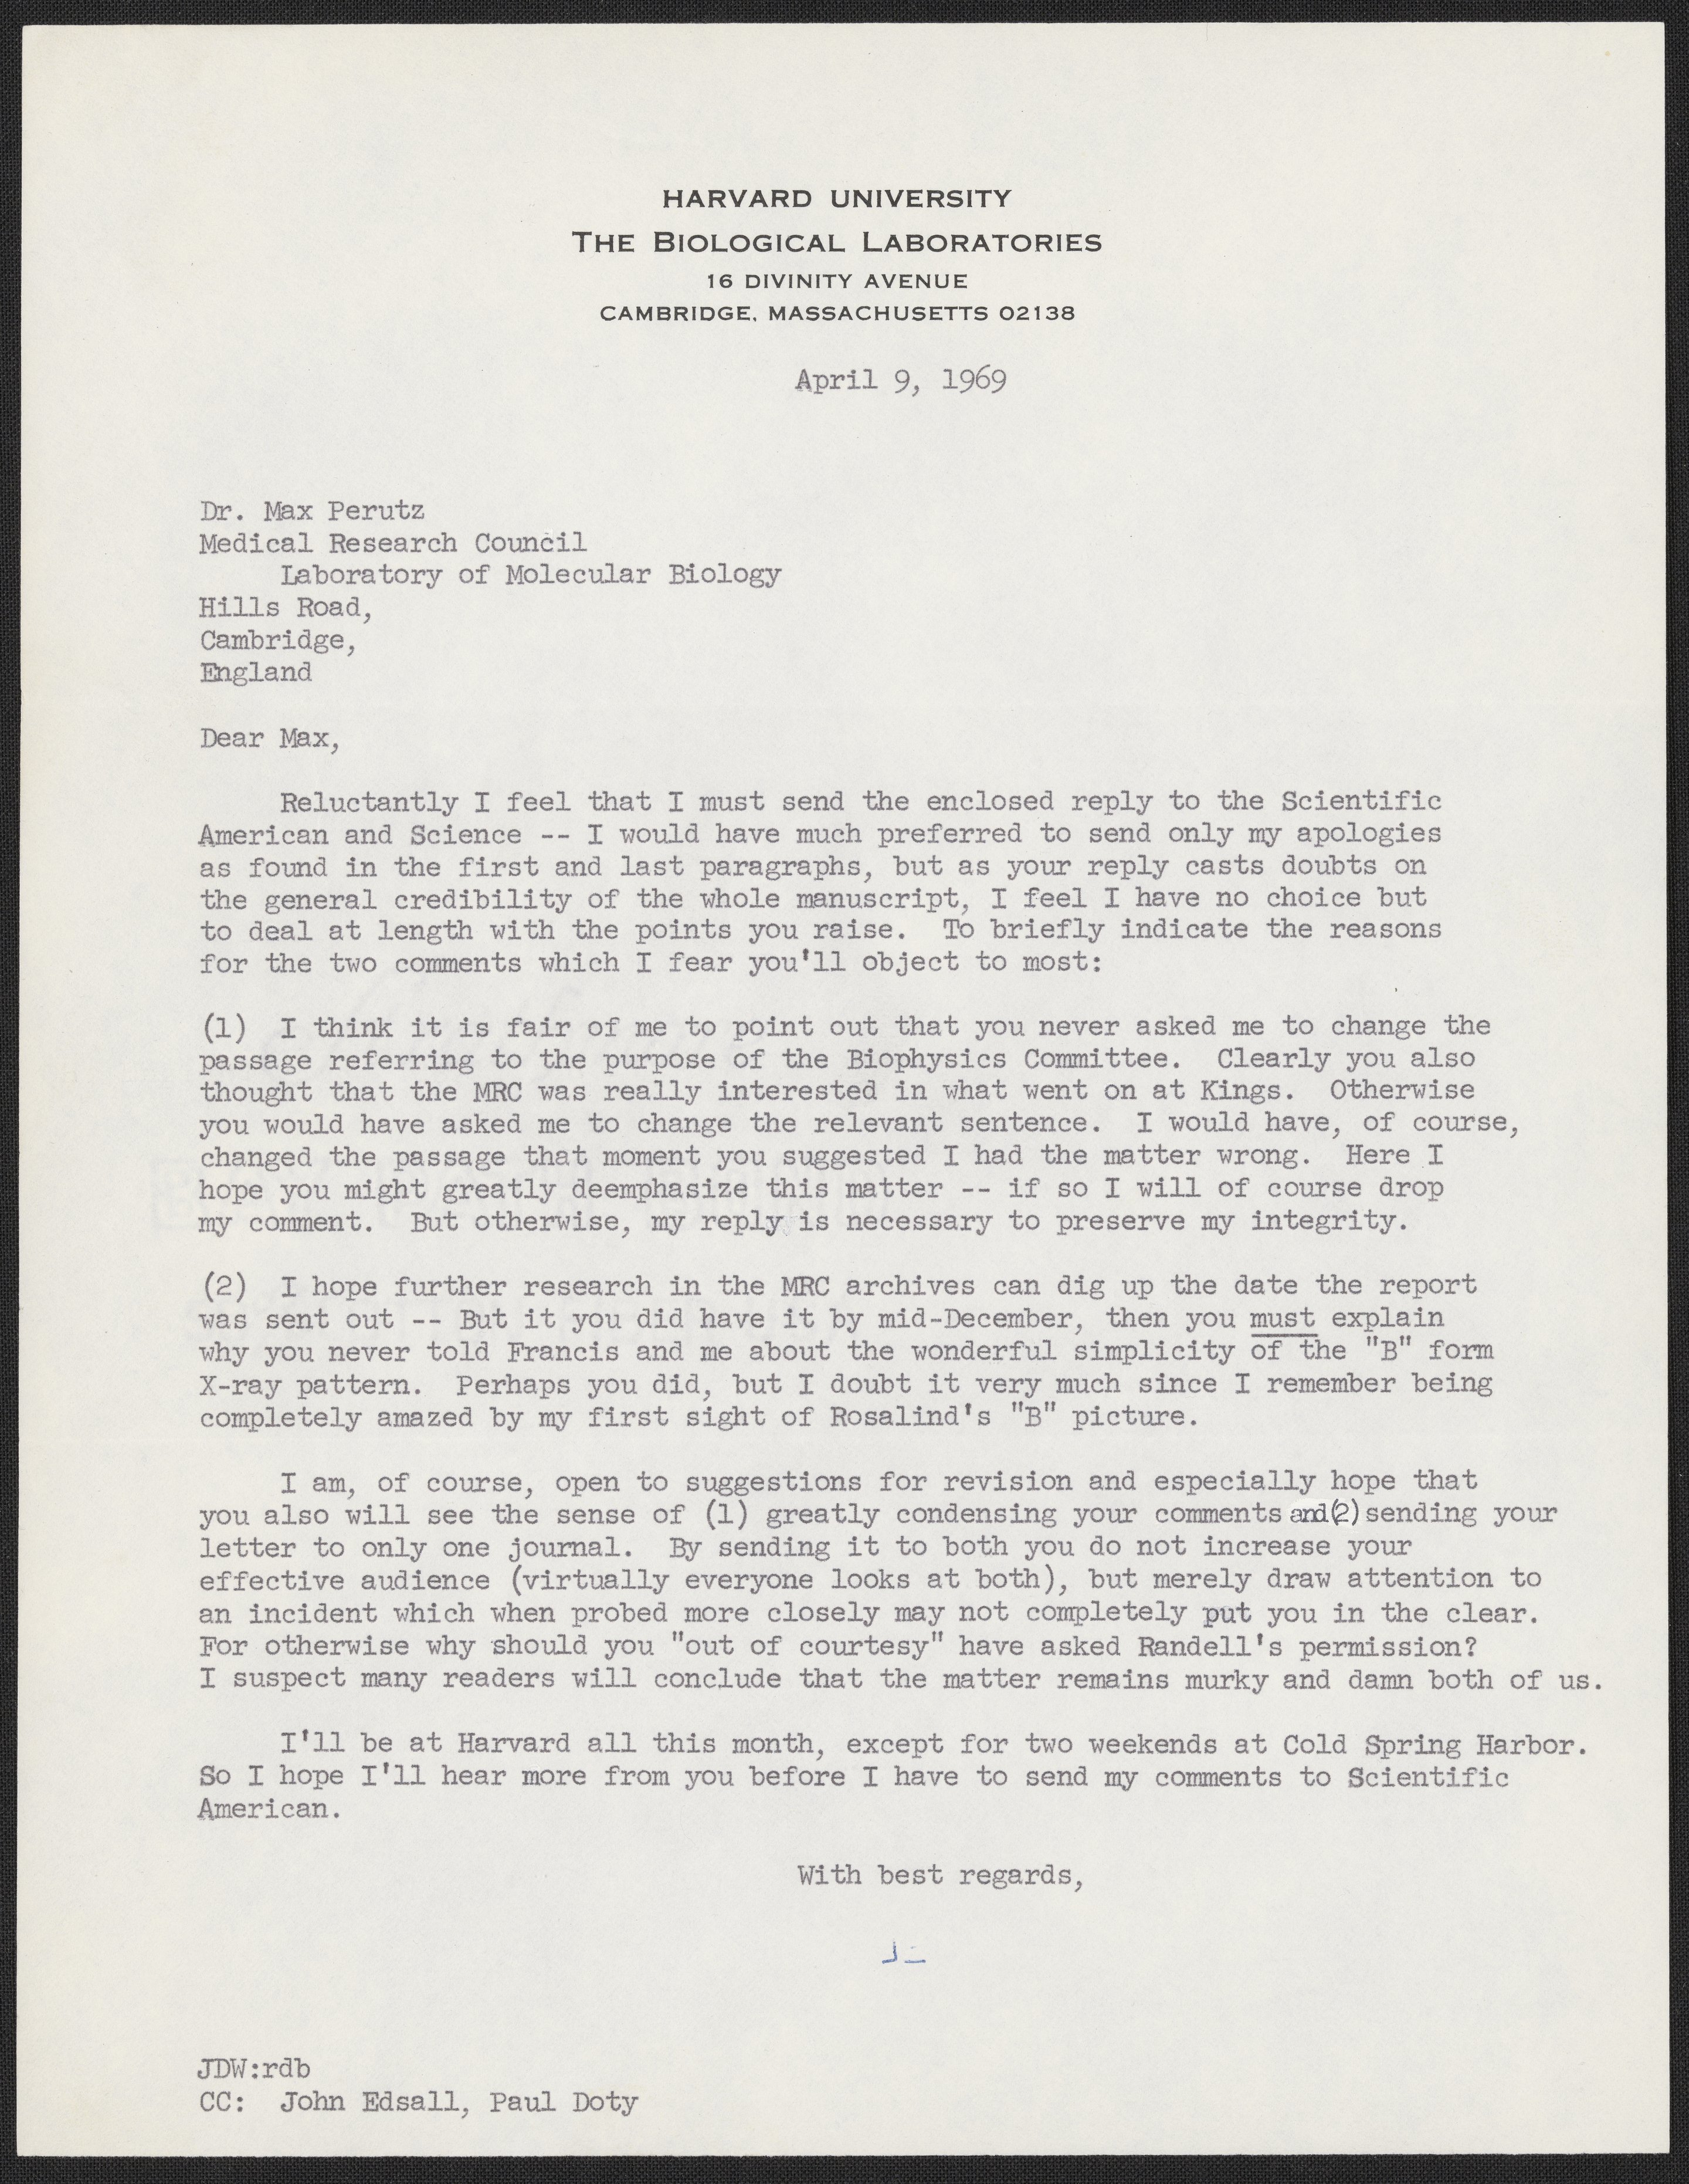 HARVARD UNIVERSITY
THE BIOLOGICAL LABORATORIES
16 DIVINITY AVENUE
CAMBRIDGE, MASSACHUSETTS 02138
April 9, 1969
Dr. Max Perutz
Medical Research Council
Laboratory of Molecular Biology
Hills Road,
Cambridge,
England
Dear Max,
Reluctantly I feel that I must send the enclosed reply to the Scientific
American and Science -- I would have much preferred to send only my apologies
as found in the first and last paragraphs, but as your reply casts doubts on
the general credibility of the whole manuscript, I feel I have no choice but
to deal at length with the points you raise. To briefly indicate the reasons
for the two comments which I fear you'll object to most:
(1) I think it is fair of me to point out that you never asked me to change the
passage referring to the purpose of the Biophysics Committee. Clearly you also
thought that the MRC was really interested in what went on at Kings. Otherwise
you would have asked me to change the relevant sentence. I would have, of course,
changed the passage that moment you suggested I had the matter wrong. Here I
hope you might greatly deemphasize this matter -- if so I will of course drop
my comment. But otherwise, my reply is necessary to preserve my integrity.
(2) I hope further research in the MRC archives can dig up the date the report
was sent out -- But it you did have it by mid-December, then you must explain
why you never told Francis and me about the wonderful simplicity of the "B" form
X-ray pattern. Perhaps you did, but I doubt it very much since I remember being
completely amazed by my first sight of Rosalind's "B" picture.
I am, of course, open to suggestions for revision and especially hope that
you also will see the sense of (1) greatly condensing your comments and(2) sending your
letter to only one journal. By sending it to both you do not increase your
effective audience (virtually everyone looks at both), but merely draw attention to
an incident which when probed more closely may not completely put you in the clear.
For otherwise why should you "out of courtesy" have asked Randell's permission?
I suspect many readers will conclude that the matter remains murky and damn both of us.
I'll be at Harvard all this month, except for two weekends at Cold Spring Harbor.
So I hope I'll hear more from you before I have to send my comments to Scientific
American.
With best regards,
JDW:rdb
CC: John Edsall, Paul Doty